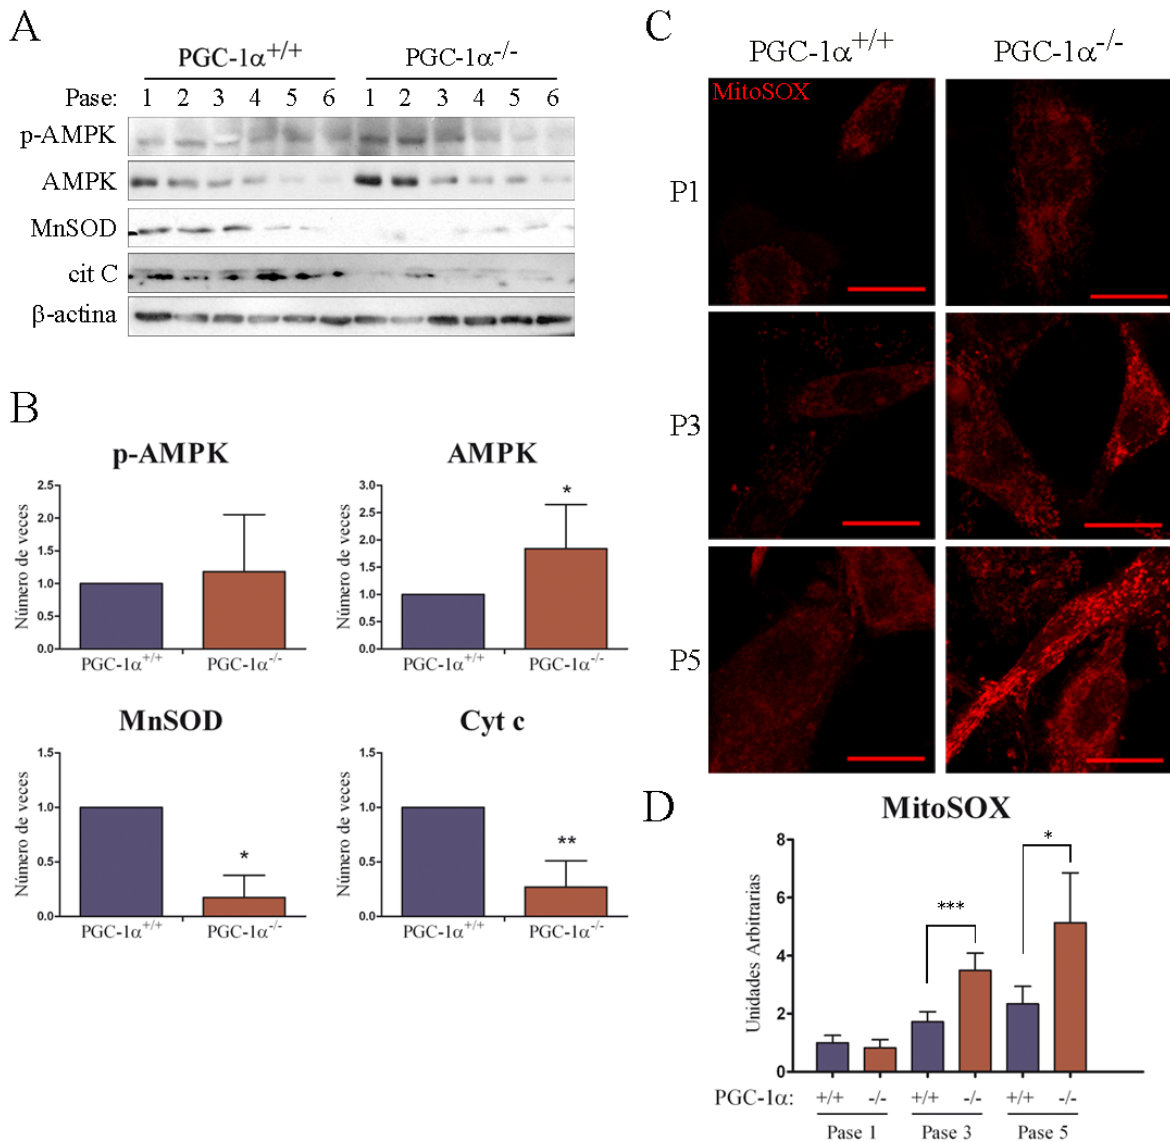 A
PGC-1α+/+ PGC-1α-/-
Pase: 1 2 3 4 5 6 1 2 3 4 5 6
p-AMPK
AMPK
MnSOD
cit C
β-actina
B
p-AMPK
Número de veces
2.5
2.0
1.5
1.0
0.5
0.0
PGC-1α+/+ PGC-1α-/-
AMPK
Número de veces
3.0
2.5
2.0
1.5
1.0
0.5
0.0
*
PGC-1α+/+ PGC-1α-/-
MnSOD
Número de veces
1.5
1.0
0.5
0.0
*
PGC-1α+/+ PGC-1α-/-
Cyt c
Número de veces
1.5
1.0
0.5
0.0
**
PGC-1α+/+ PGC-1α-/-
C
PGC-1α+/+ PGC-1α-/-
MitoSOX
P1
P3
P5
D
MitoSOX
Unidades Arbitrarias
8
6
4
2
0
***
*
PGC-1α: +/+ -/- +/+ -/- +/+ -/-
Pase 1 Pase 3 Pase 5